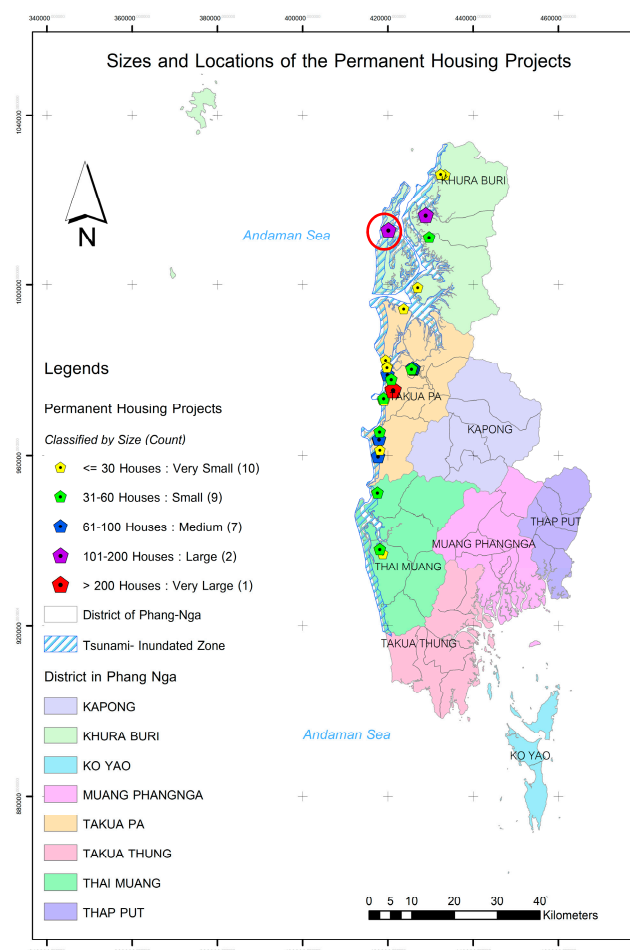 340000
360000
380000
400000
420000
440000
460000
Sizes and Locations of the Permanent Housing Projects
1040000
KHURA BURI
N
Andaman Sea
1000000
Legends
TAKUA PA
Permanent Housing Projects
KAPONG
Classified by Size (Count)
960000
<= 30 Houses : Very Small (10)
31-60 Houses : Small (9)
THAP PUT
61-100 Houses : Medium (7)
MUANG PHANGNGA
101-200 Houses : Large (2)
THAI MUANG
> 200 Houses : Very Large (1)
District of Phang-Nga
920000
Tsunami- Inundated Zone
TAKUA THUNG
District in Phang Nga
KAPONG
KHURA BURI
Andaman Sea
KO YAO
KO YAO
MUANG PHANGNGA
880000
TAKUA PA
TAKUA THUNG
THAI MUANG
0 5 10 20 30 40
Kilometers
THAP PUT